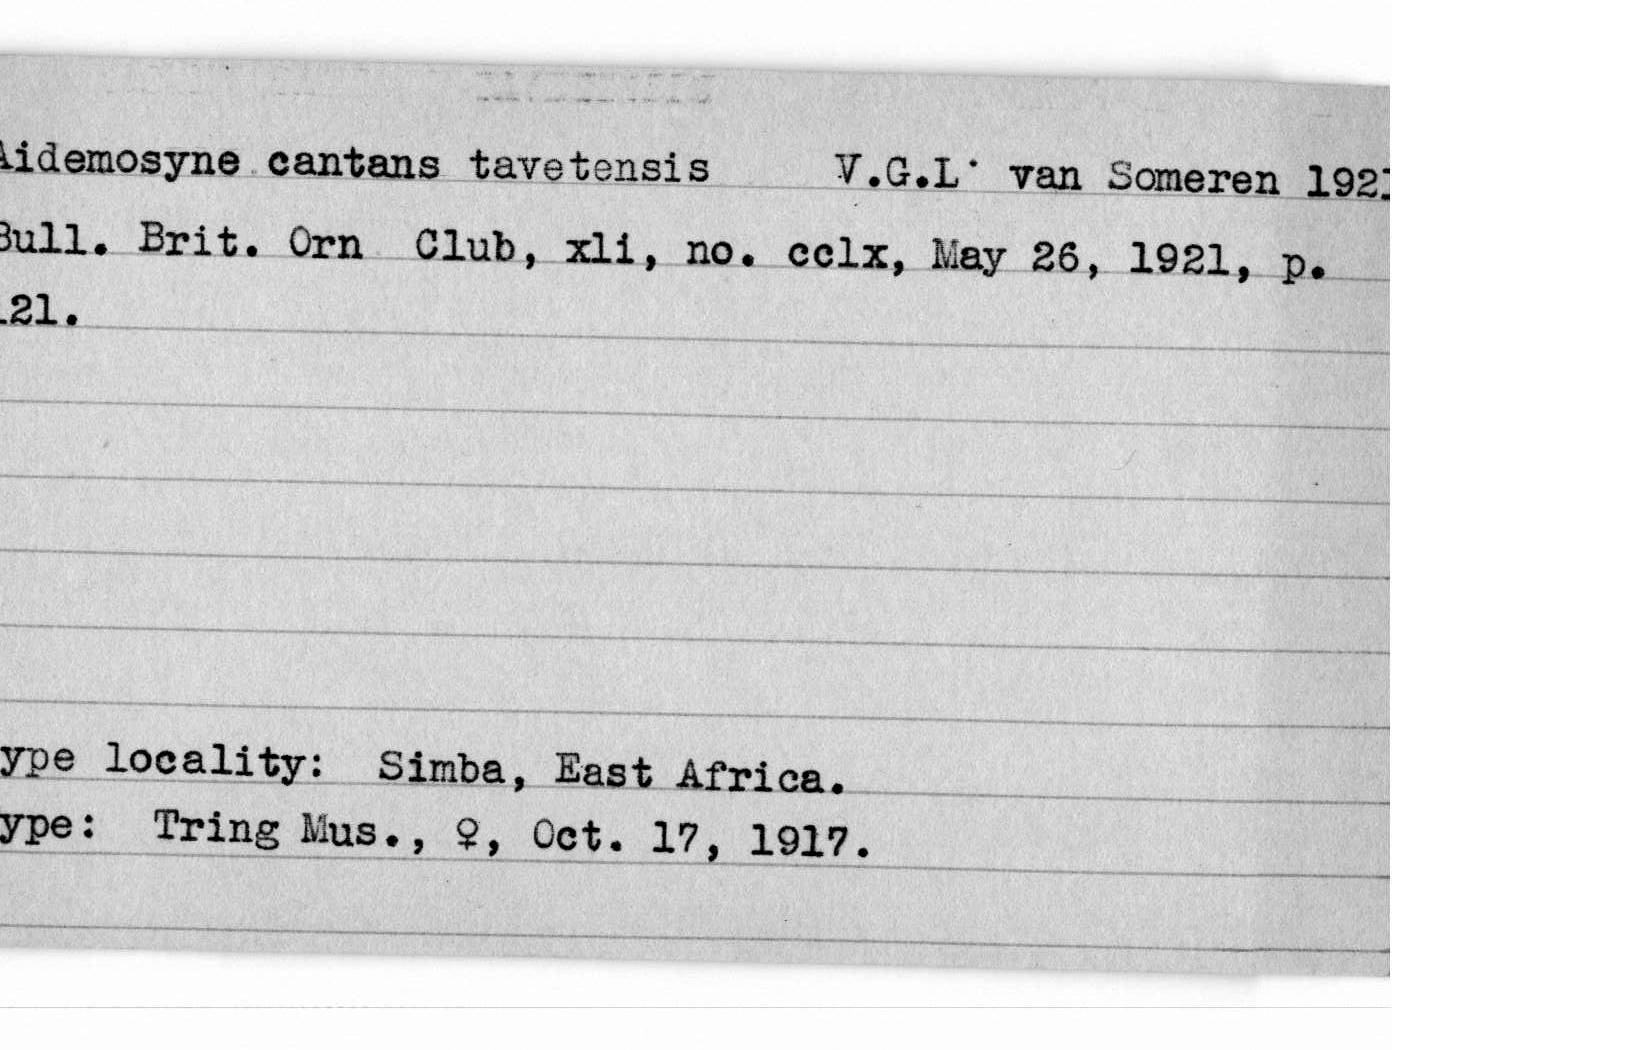 Aidemosyne cantans tavetensis V.G.L. van Someren 1921
Bull. Brit. Orn Club, xli, no. cclx, May 26, 1921, p.
121.
ype locality: Simba, East Africa.
ype: Tring Mus., ♀, Oct. 17, 1917.